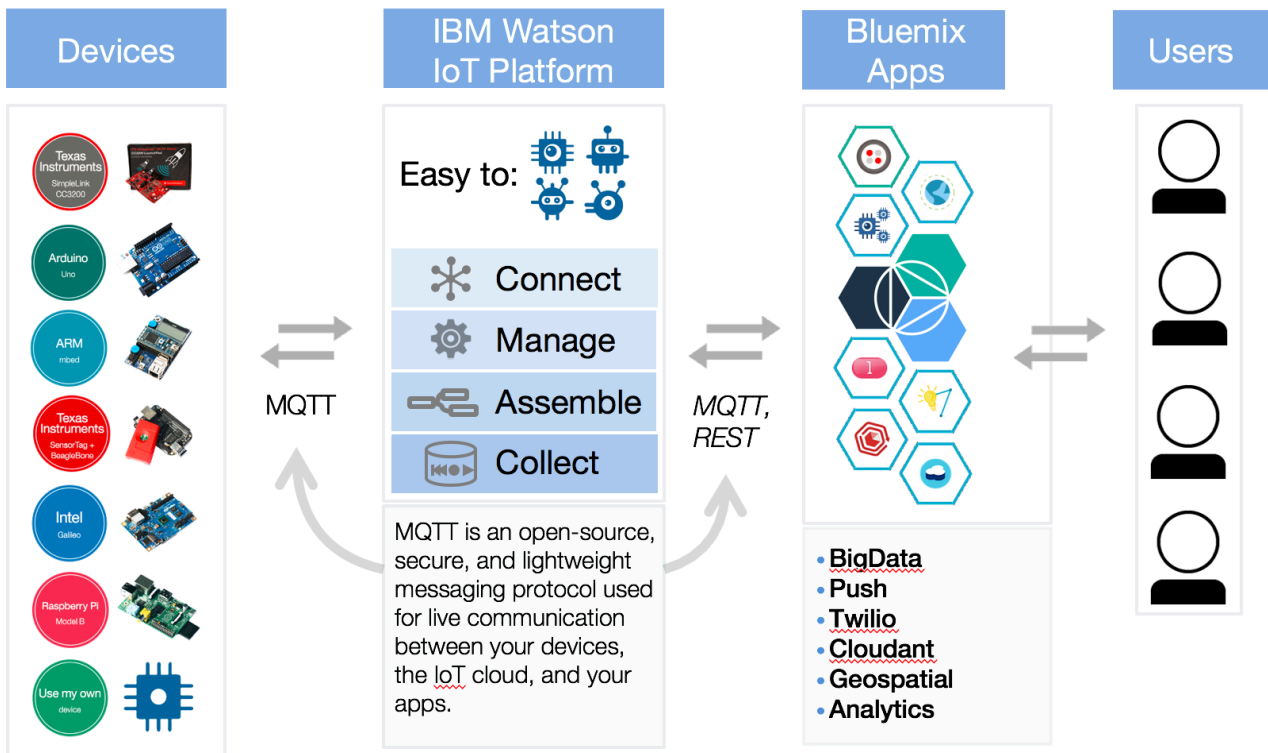 Devices
IBM Watson
IoT Platform
Bluemix
Apps
Users
Texas
Instruments
SimpleLink
CC3200
Arduino
Uno
ARM
mbed
Texas
Instruments
SensorTag +
BeagleBone
Intel
Galileo
Raspberry Pi
Model B
Use my own
device
MQTT
Easy to:
Connect
Manage
Assemble
Collect
MQTT is an open-source,
secure, and lightweight
messaging protocol used
for live communication
between your devices,
the IoT cloud, and your
apps.
MQTT,
REST
1
• BigData
• Push
• Twilio
• Cloudant
• Geospatial
• Analytics